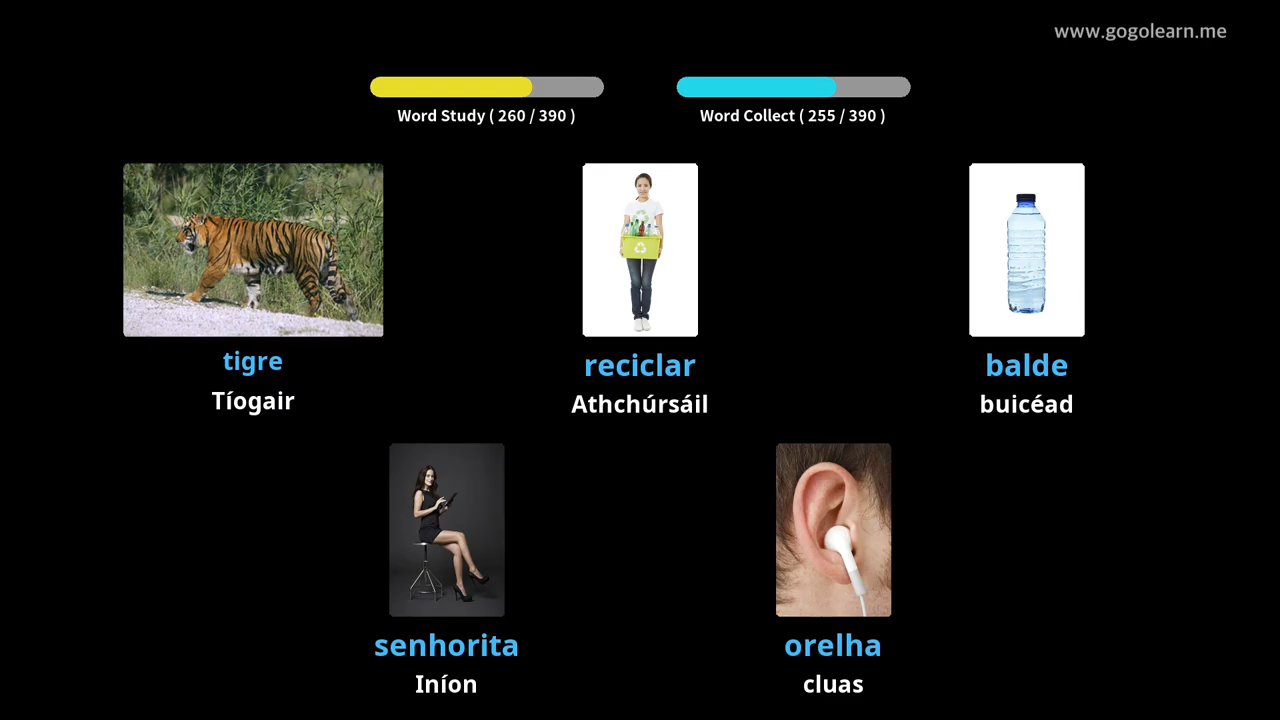 www.gogolearn.me
Word Study ( 260 / 390 )
Word Collect ( 255 / 390 )
tigre
Tíogair
reciclar
Athchúrsáil
balde
buicéad
senhorita
Iníon
orelha
cluas